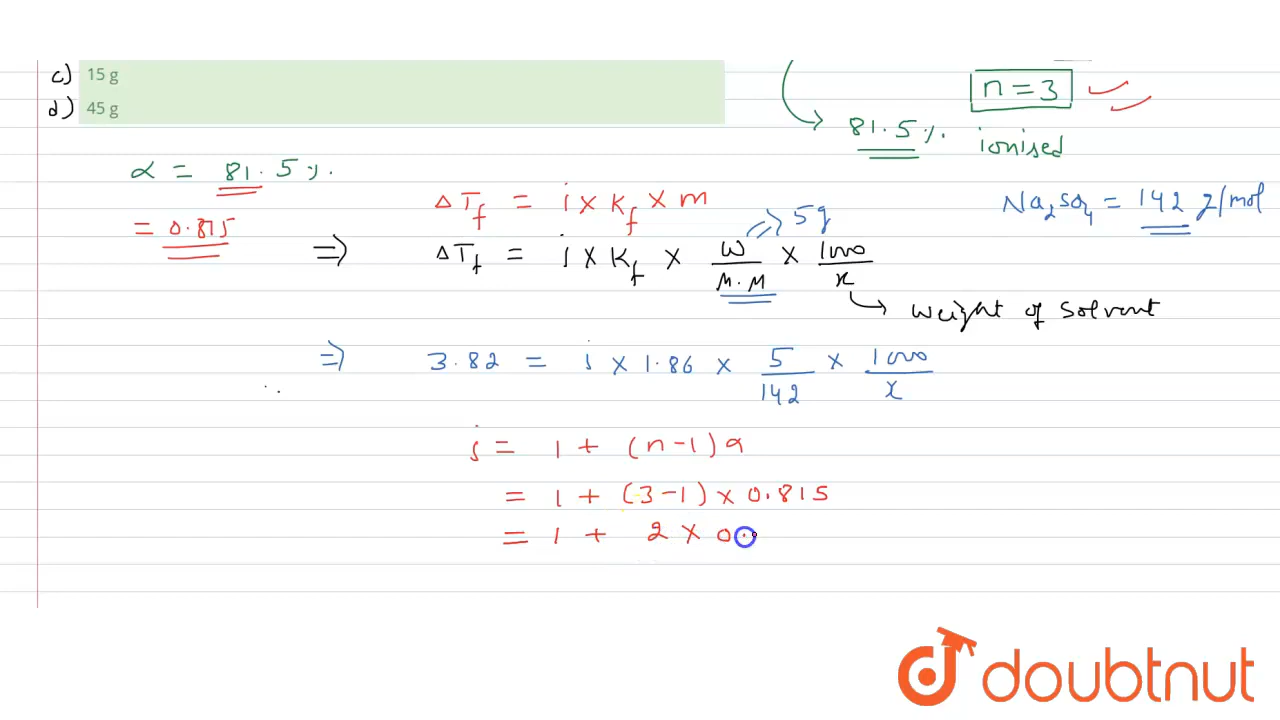 c) 15 g
d) 45 g
n = 3
81.5 %. ionised
α = 81.5 %.
= 0.815
ΔTf = i × Kf × m
Na2SO4 = 142 g/mol
5g
⇒ ΔTf = i × Kf × w/M.M × 1000/x
weight of solvent
⇒ 3.82 = i × 1.86 × 5/142 × 1000/x
i = 1 + (n-1) α
= 1 + (3-1) × 0.815
= 1 + 2 × 0.
doubtnut